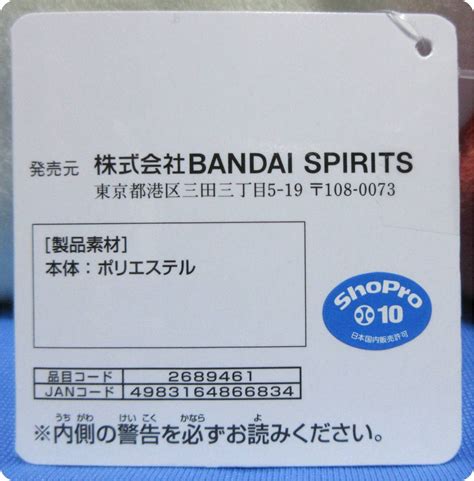 発売元 株式会社BANDAI SPIRITS
東京都港区三田三丁目5-19 〒108-0073
[製品素材]
本体：ポリエステル
ShoPro
10
日本国内販売許可
品目コード 2689461
JANコード 4983164866834
うち がわ けい こく かなら よ
※内側の警告を必ずお読みください。